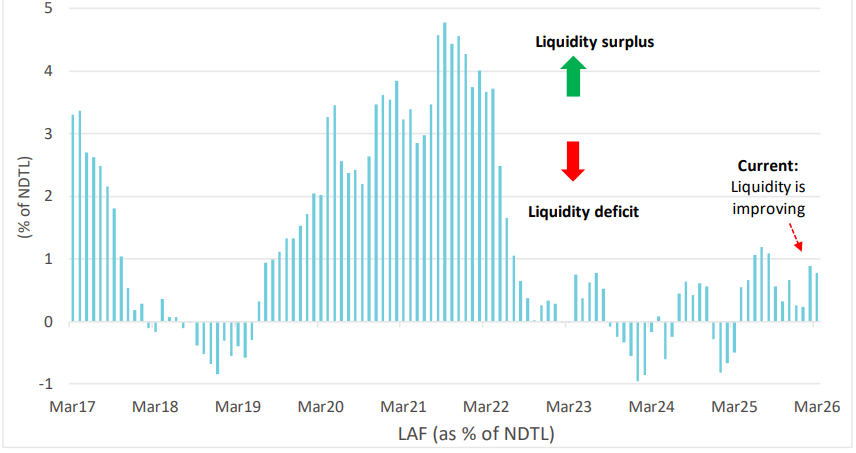 5
Liquidity surplus
4
3
Current:
Liquidity is
improving
2
Liquidity deficit
1
0
-1
(% of NDTL)
Mar17 Mar18 Mar19 Mar20 Mar21 Mar22 Mar23 Mar24 Mar25 Mar26
LAF (as % of NDTL)